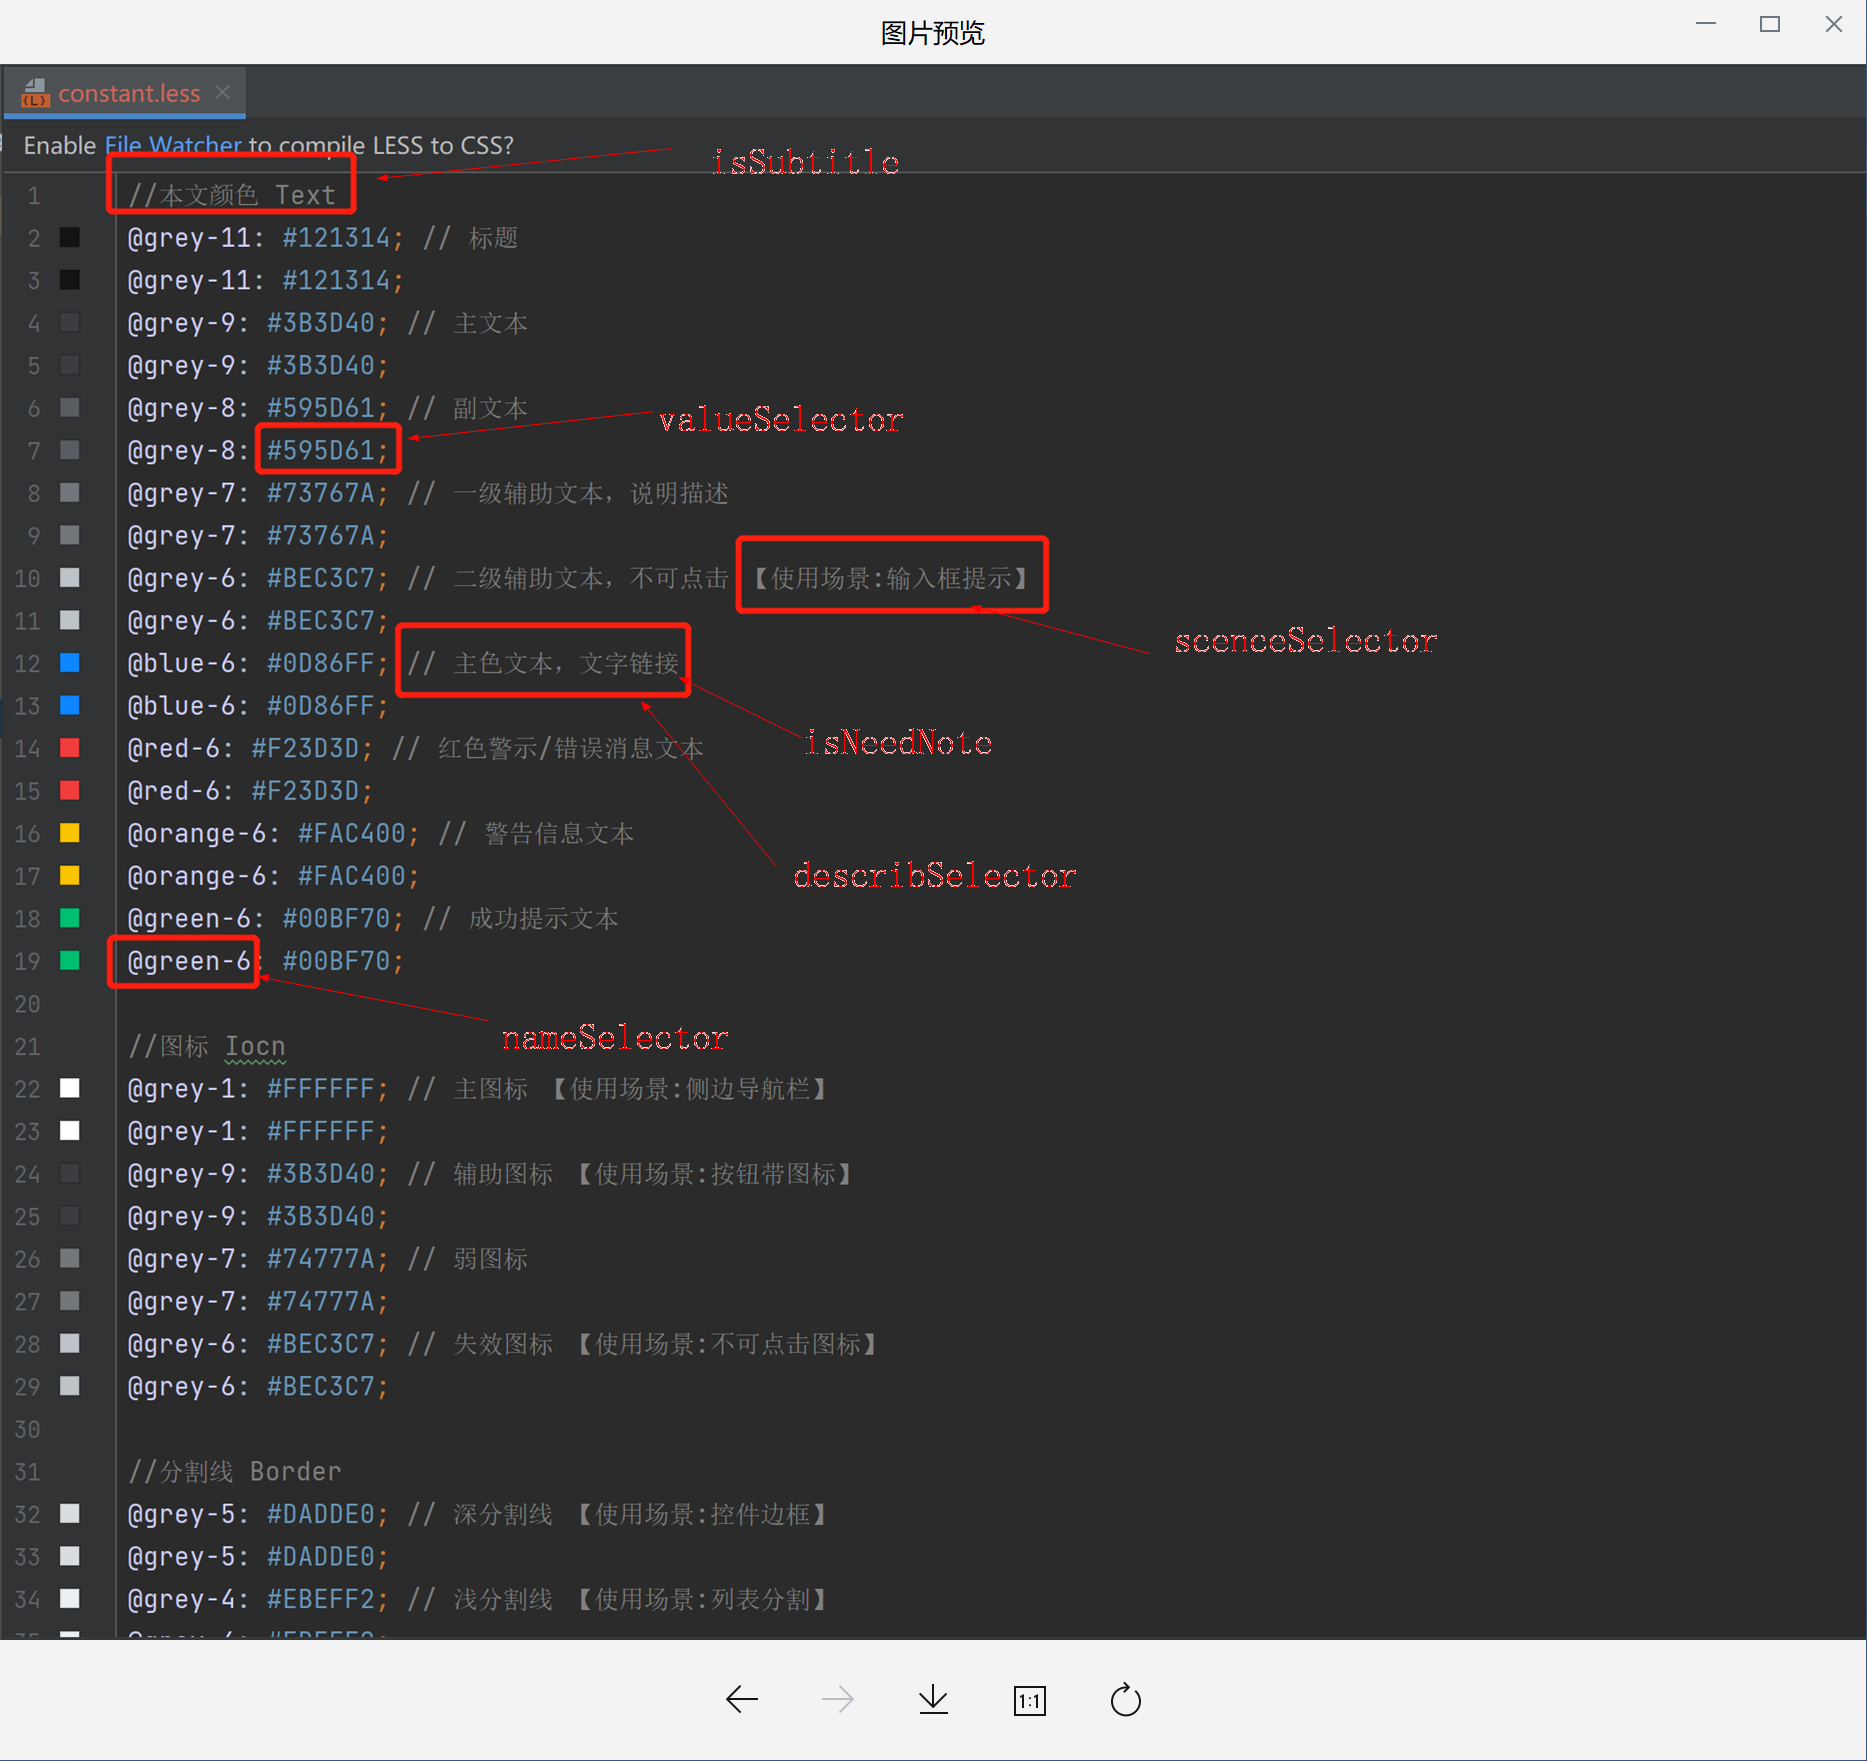 图片预览
constant.less
Enable File Watcher to compile LESS to CSS?
isSubtitle
1 //本文颜色 Text
2 @grey-11: #121314; // 标题
3 @grey-11: #121314;
4 @grey-9: #3B3D40; // 主文本
5 @grey-9: #3B3D40;
6 @grey-8: #595D61; // 副文本
valueSelector
7 @grey-8: #595D61;
8 @grey-7: #73767A; // 一级辅助文本，说明描述
9 @grey-7: #73767A;
10 @grey-6: #BEC3C7; // 二级辅助文本，不可点击 【使用场景:输入框提示】
11 @grey-6: #BEC3C7;
scenceSelector
12 @blue-6: #0D86FF; // 主色文本，文字链接
13 @blue-6: #0D86FF;
isNeedNote
14 @red-6: #F23D3D; // 红色警示/错误消息文本
15 @red-6: #F23D3D;
16 @orange-6: #FAC400; // 警告信息文本
17 @orange-6: #FAC400;
describSelector
18 @green-6: #00BF70; // 成功提示文本
19 @green-6: #00BF70;
20
nameSelector
21 //图标 Iocn
22 @grey-1: #FFFFFF; // 主图标 【使用场景:侧边导航栏】
23 @grey-1: #FFFFFF;
24 @grey-9: #3B3D40; // 辅助图标 【使用场景:按钮带图标】
25 @grey-9: #3B3D40;
26 @grey-7: #74777A; // 弱图标
27 @grey-7: #74777A;
28 @grey-6: #BEC3C7; // 失效图标 【使用场景:不可点击图标】
29 @grey-6: #BEC3C7;
30
31 //分割线 Border
32 @grey-5: #DADDE0; // 深分割线 【使用场景:控件边框】
33 @grey-5: #DADDE0;
34 @grey-4: #EBEFF2; // 浅分割线 【使用场景:列表分割】
1:1